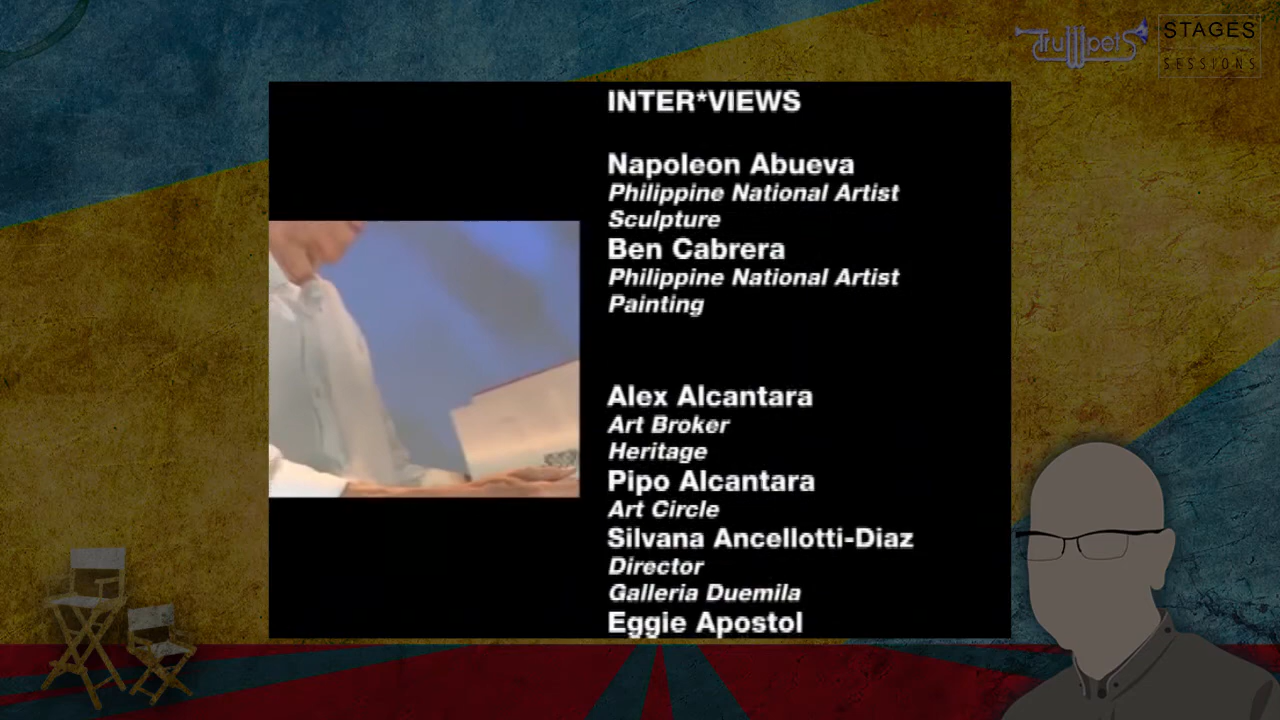 Trumpets
STAGES
SESSIONS
INTER*VIEWS
Napoleon Abueva
Philippine National Artist
Sculpture
Ben Cabrera
Philippine National Artist
Painting
Alex Alcantara
Art Broker
Heritage
Pipo Alcantara
Art Circle
Silvana Ancellotti-Diaz
Director
Galleria Duemila
Eggie Apostol